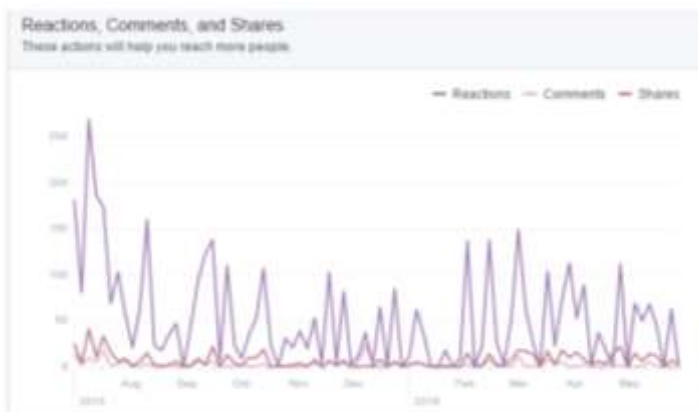 Reactions, Comments, and Shares
These actions will help you reach more people.
Reactions Comments Shares
250
200
150
100
50
0
Aug Sep Oct Nov Dec Feb Mar Apr May